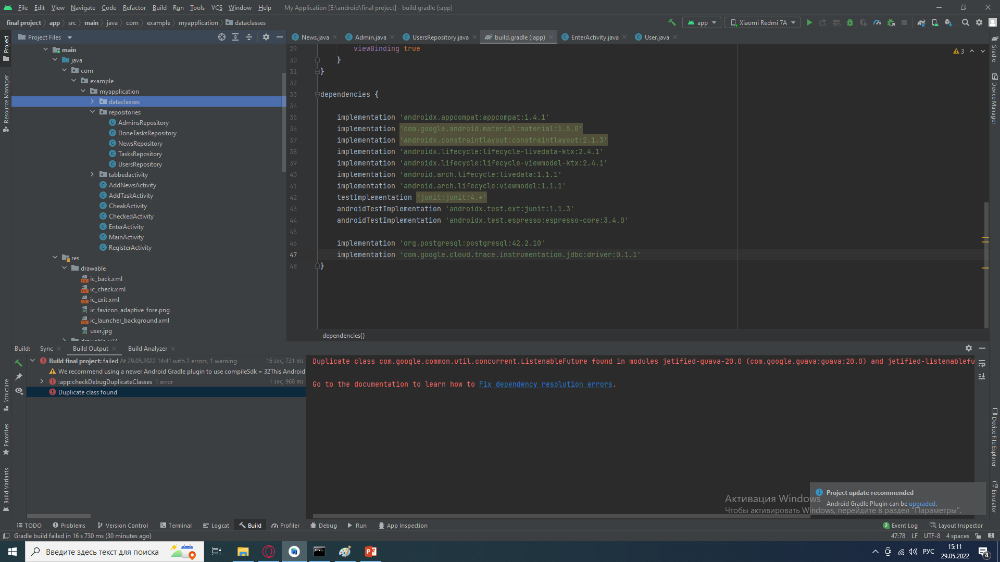 File Edit View Navigate Code Refactor Build Run Tools VCS Window Help My Application [E:\android\final project] - build.gradle (:app)
final project app src main java com example myapplication dataclasses
app Xiaomi Redmi 7A
Project Files
News.java Admin.java UsersRepository.java build.gradle (:app) EnterActivity.java User.java
Project
Resource Manager
Structure
Favorites
Build Variants
main
java
com
example
myapplication
dataclasses
repositories
AdminsRepository
DoneTasksRepository
NewsRepository
TasksRepository
UsersRepository
tabbedactivity
AddNewsActivity
AddTaskActivity
CheakActivity
CheckedActivity
EnterActivity
MainActivity
RegisterActivity
res
drawable
ic_back.xml
ic_check.xml
ic_exit.xml
ic_favicon_adaptive_fore.png
ic_launcher_background.xml
user.jpg
29 viewBinding true
30 }
31 }
32
33 dependencies {
34
35 implementation 'androidx.appcompat:appcompat:1.4.1'
36 implementation 'com.google.android.material:material:1.5.0'
37 implementation 'androidx.constraintlayout:constraintlayout:2.1.3'
38 implementation 'androidx.lifecycle:lifecycle-livedata-ktx:2.4.1'
39 implementation 'androidx.lifecycle:lifecycle-viewmodel-ktx:2.4.1'
40 implementation 'android.arch.lifecycle:livedata:1.1.1'
41 implementation 'android.arch.lifecycle:viewmodel:1.1.1'
42 testImplementation 'junit:junit:4.+'
43 androidTestImplementation 'androidx.test.ext:junit:1.1.3'
44 androidTestImplementation 'androidx.test.espresso:espresso-core:3.4.0'
45
46 implementation 'org.postgresql:postgresql:42.2.10'
47 implementation 'com.google.cloud.trace.instrumentation.jdbc:driver:0.1.1'
48 }
3
dependencies{}
Gradle
Device Manager
Device File Explorer
Emulator
Build: Sync Build Output Build Analyzer
Build final project: failed At 29.05.2022 14:41 with 2 errors, 1 warning 16 sec, 731 ms
We recommend using a newer Android Gradle plugin to use compileSdk = 32This Android
:app:checkDebugDuplicateClasses 1 error 1 sec, 968 ms
Duplicate class found
Duplicate class com.google.common.util.concurrent.ListenableFuture found in modules jetified-guava-20.0 (com.google.guava:guava:20.0) and jetified-listenablefu
Go to the documentation to learn how to Fix dependency resolution errors.
Активация Windows
Чтобы активировать Windows, перейдите в раздел "Параметры".
Project update recommended
Android Gradle Plugin can be upgraded.
TODO Problems Version Control Terminal Logcat Build Profiler Debug Run App Inspection 2 Event Log Layout Inspector
Gradle build failed in 16 s 730 ms (30 minutes ago) 47:78 LF UTF-8 4 spaces
Введите здесь текст для поиска
РУС
15:11
29.05.2022
4